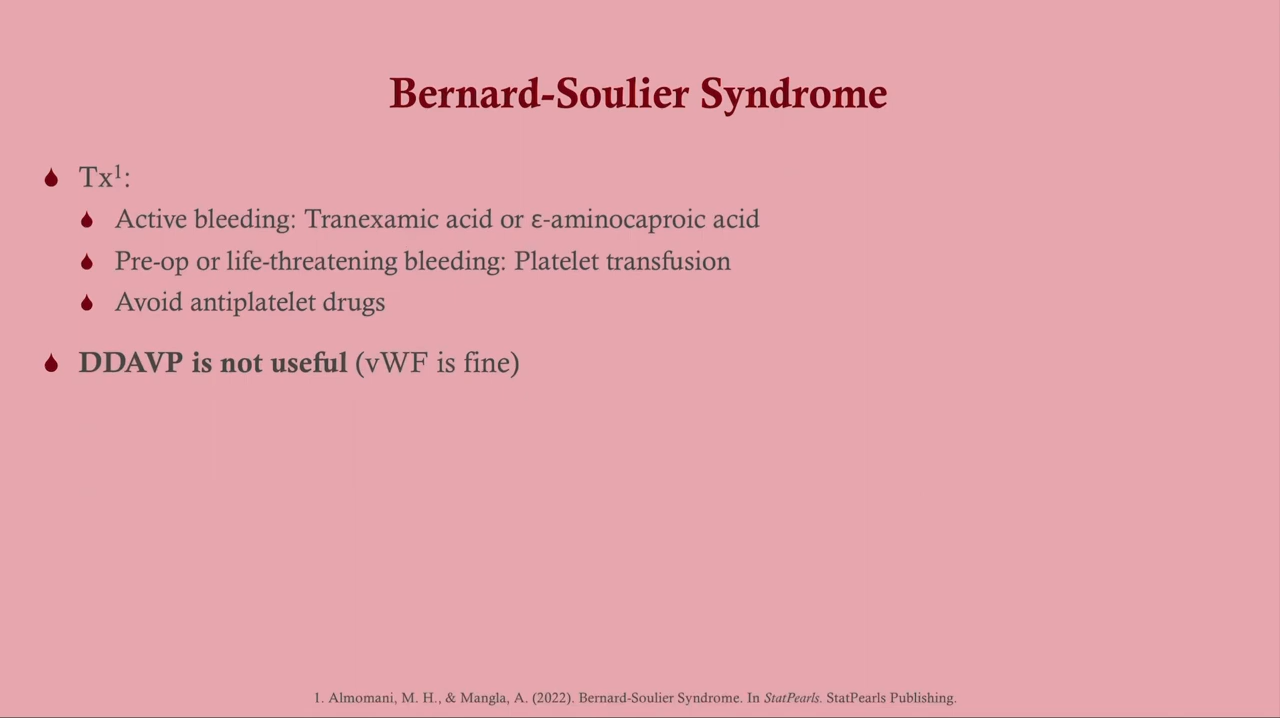 Bernard-Soulier Syndrome
Tx¹:
Active bleeding: Tranexamic acid or ε-aminocaproic acid
Pre-op or life-threatening bleeding: Platelet transfusion
Avoid antiplatelet drugs
DDAVP is not useful (vWF is fine)
1. Almomani, M. H., & Mangla, A. (2022). Bernard-Soulier Syndrome. In StatPearls. StatPearls Publishing.